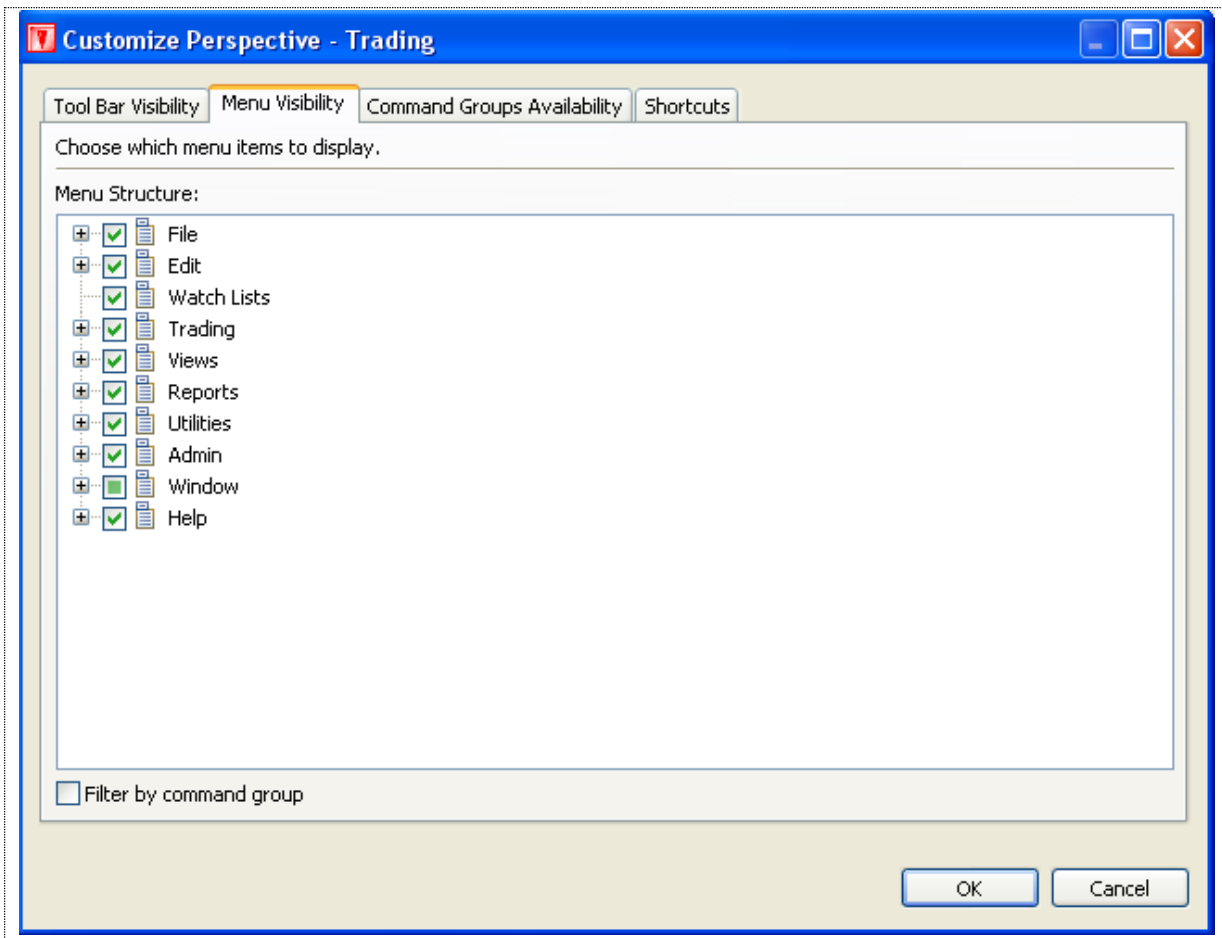 Customize Perspective - Trading
Tool Bar Visibility Menu Visibility Command Groups Availability Shortcuts
Choose which menu items to display.
Menu Structure:
File
Edit
Watch Lists
Trading
Views
Reports
Utilities
Admin
Window
Help
Filter by command group
OK Cancel